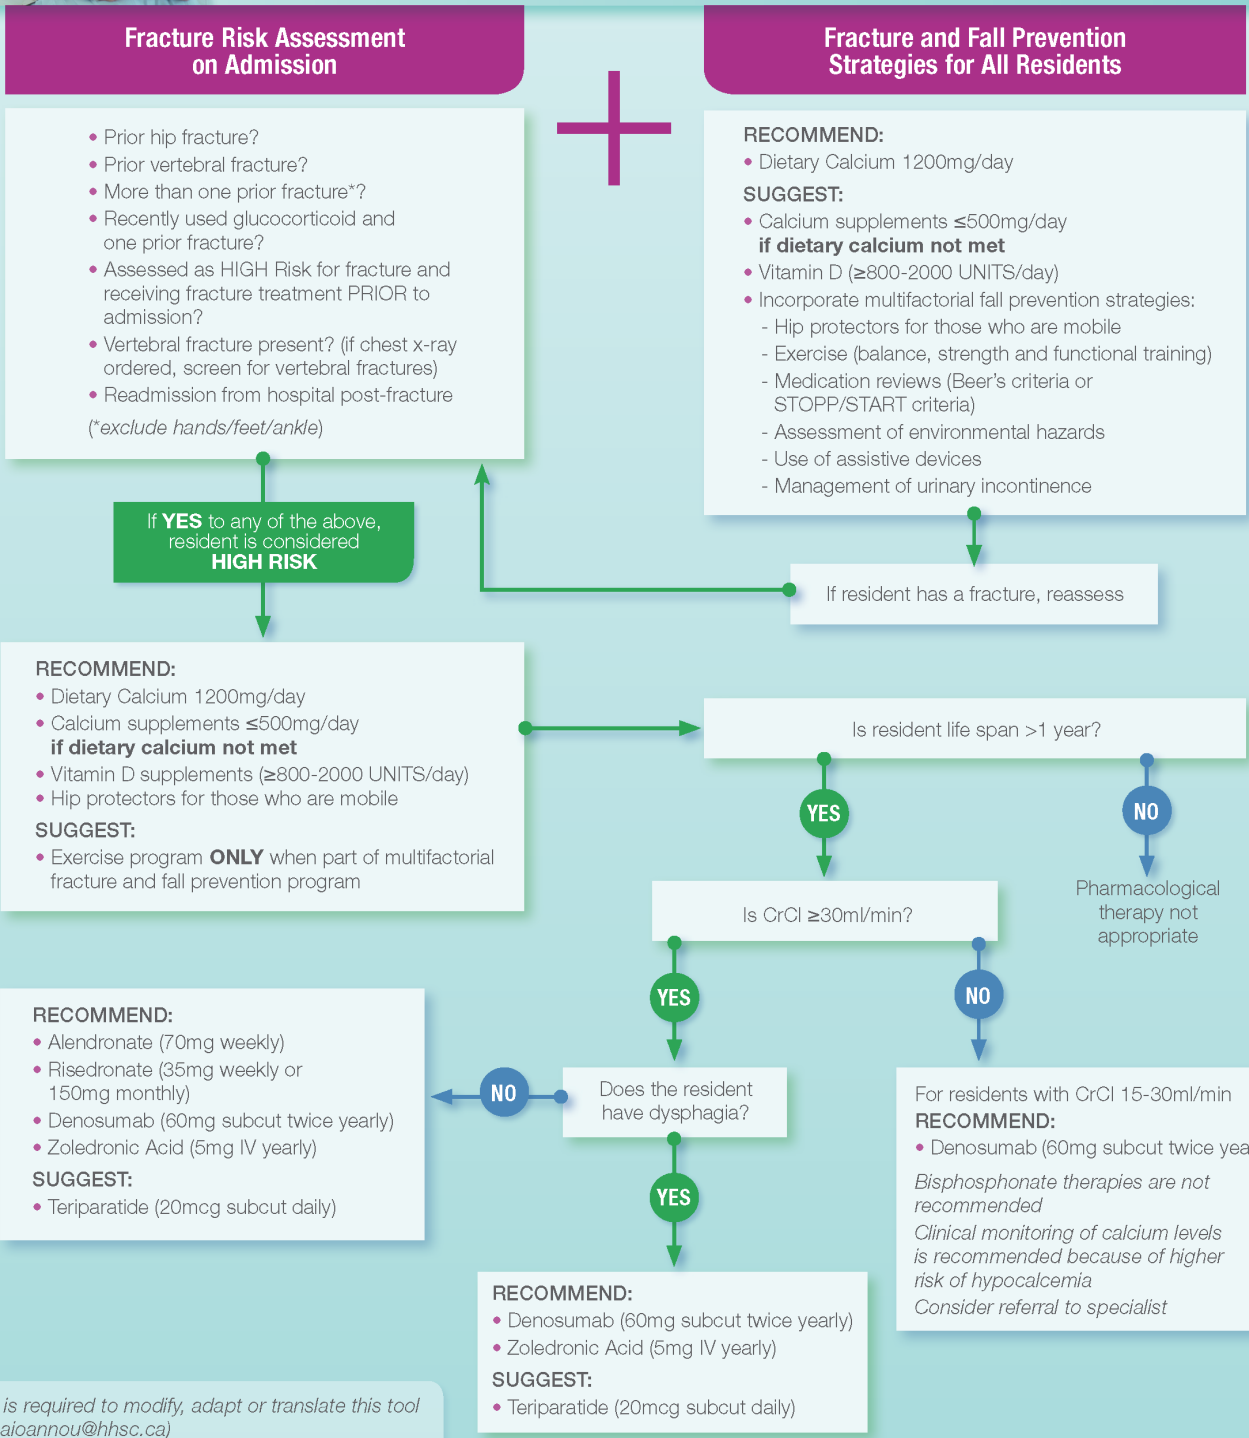 Fracture Risk Assessment
on Admission
• Prior hip fracture?
• Prior vertebral fracture?
• More than one prior fracture*?
• Recently used glucocorticoid and
one prior fracture?
• Assessed as HIGH Risk for fracture and
receiving fracture treatment PRIOR to
admission?
• Vertebral fracture present? (if chest x-ray
ordered, screen for vertebral fractures)
• Readmission from hospital post-fracture
(*exclude hands/feet/ankle)
Fracture and Fall Prevention
Strategies for All Residents
RECOMMEND:
• Dietary Calcium 1200mg/day
SUGGEST:
• Calcium supplements ≤500mg/day
if dietary calcium not met
• Vitamin D (≥800-2000 UNITS/day)
• Incorporate multifactorial fall prevention strategies:
- Hip protectors for those who are mobile
- Exercise (balance, strength and functional training)
- Medication reviews (Beer's criteria or
STOPP/START criteria)
- Assessment of environmental hazards
- Use of assistive devices
- Management of urinary incontinence
If YES to any of the above,
resident is considered
HIGH RISK
If resident has a fracture, reassess
RECOMMEND:
• Dietary Calcium 1200mg/day
• Calcium supplements ≤500mg/day
if dietary calcium not met
• Vitamin D supplements (≥800-2000 UNITS/day)
• Hip protectors for those who are mobile
SUGGEST:
• Exercise program ONLY when part of multifactorial
fracture and fall prevention program
Is resident life span >1 year?
YES
NO
Pharmacological
therapy not
appropriate
Is CrCl ≥30ml/min?
YES
NO
Does the resident
have dysphagia?
NO
YES
RECOMMEND:
• Alendronate (70mg weekly)
• Risedronate (35mg weekly or
150mg monthly)
• Denosumab (60mg subcut twice yearly)
• Zoledronic Acid (5mg IV yearly)
SUGGEST:
• Teriparatide (20mcg subcut daily)
For residents with CrCl 15-30ml/min
RECOMMEND:
• Denosumab (60mg subcut twice yea
Bisphosphonate therapies are not
recommended
Clinical monitoring of calcium levels
is recommended because of higher
risk of hypocalcemia
Consider referral to specialist
RECOMMEND:
• Denosumab (60mg subcut twice yearly)
• Zoledronic Acid (5mg IV yearly)
SUGGEST:
• Teriparatide (20mcg subcut daily)
is required to modify, adapt or translate this tool
aioannou@hhsc.ca)